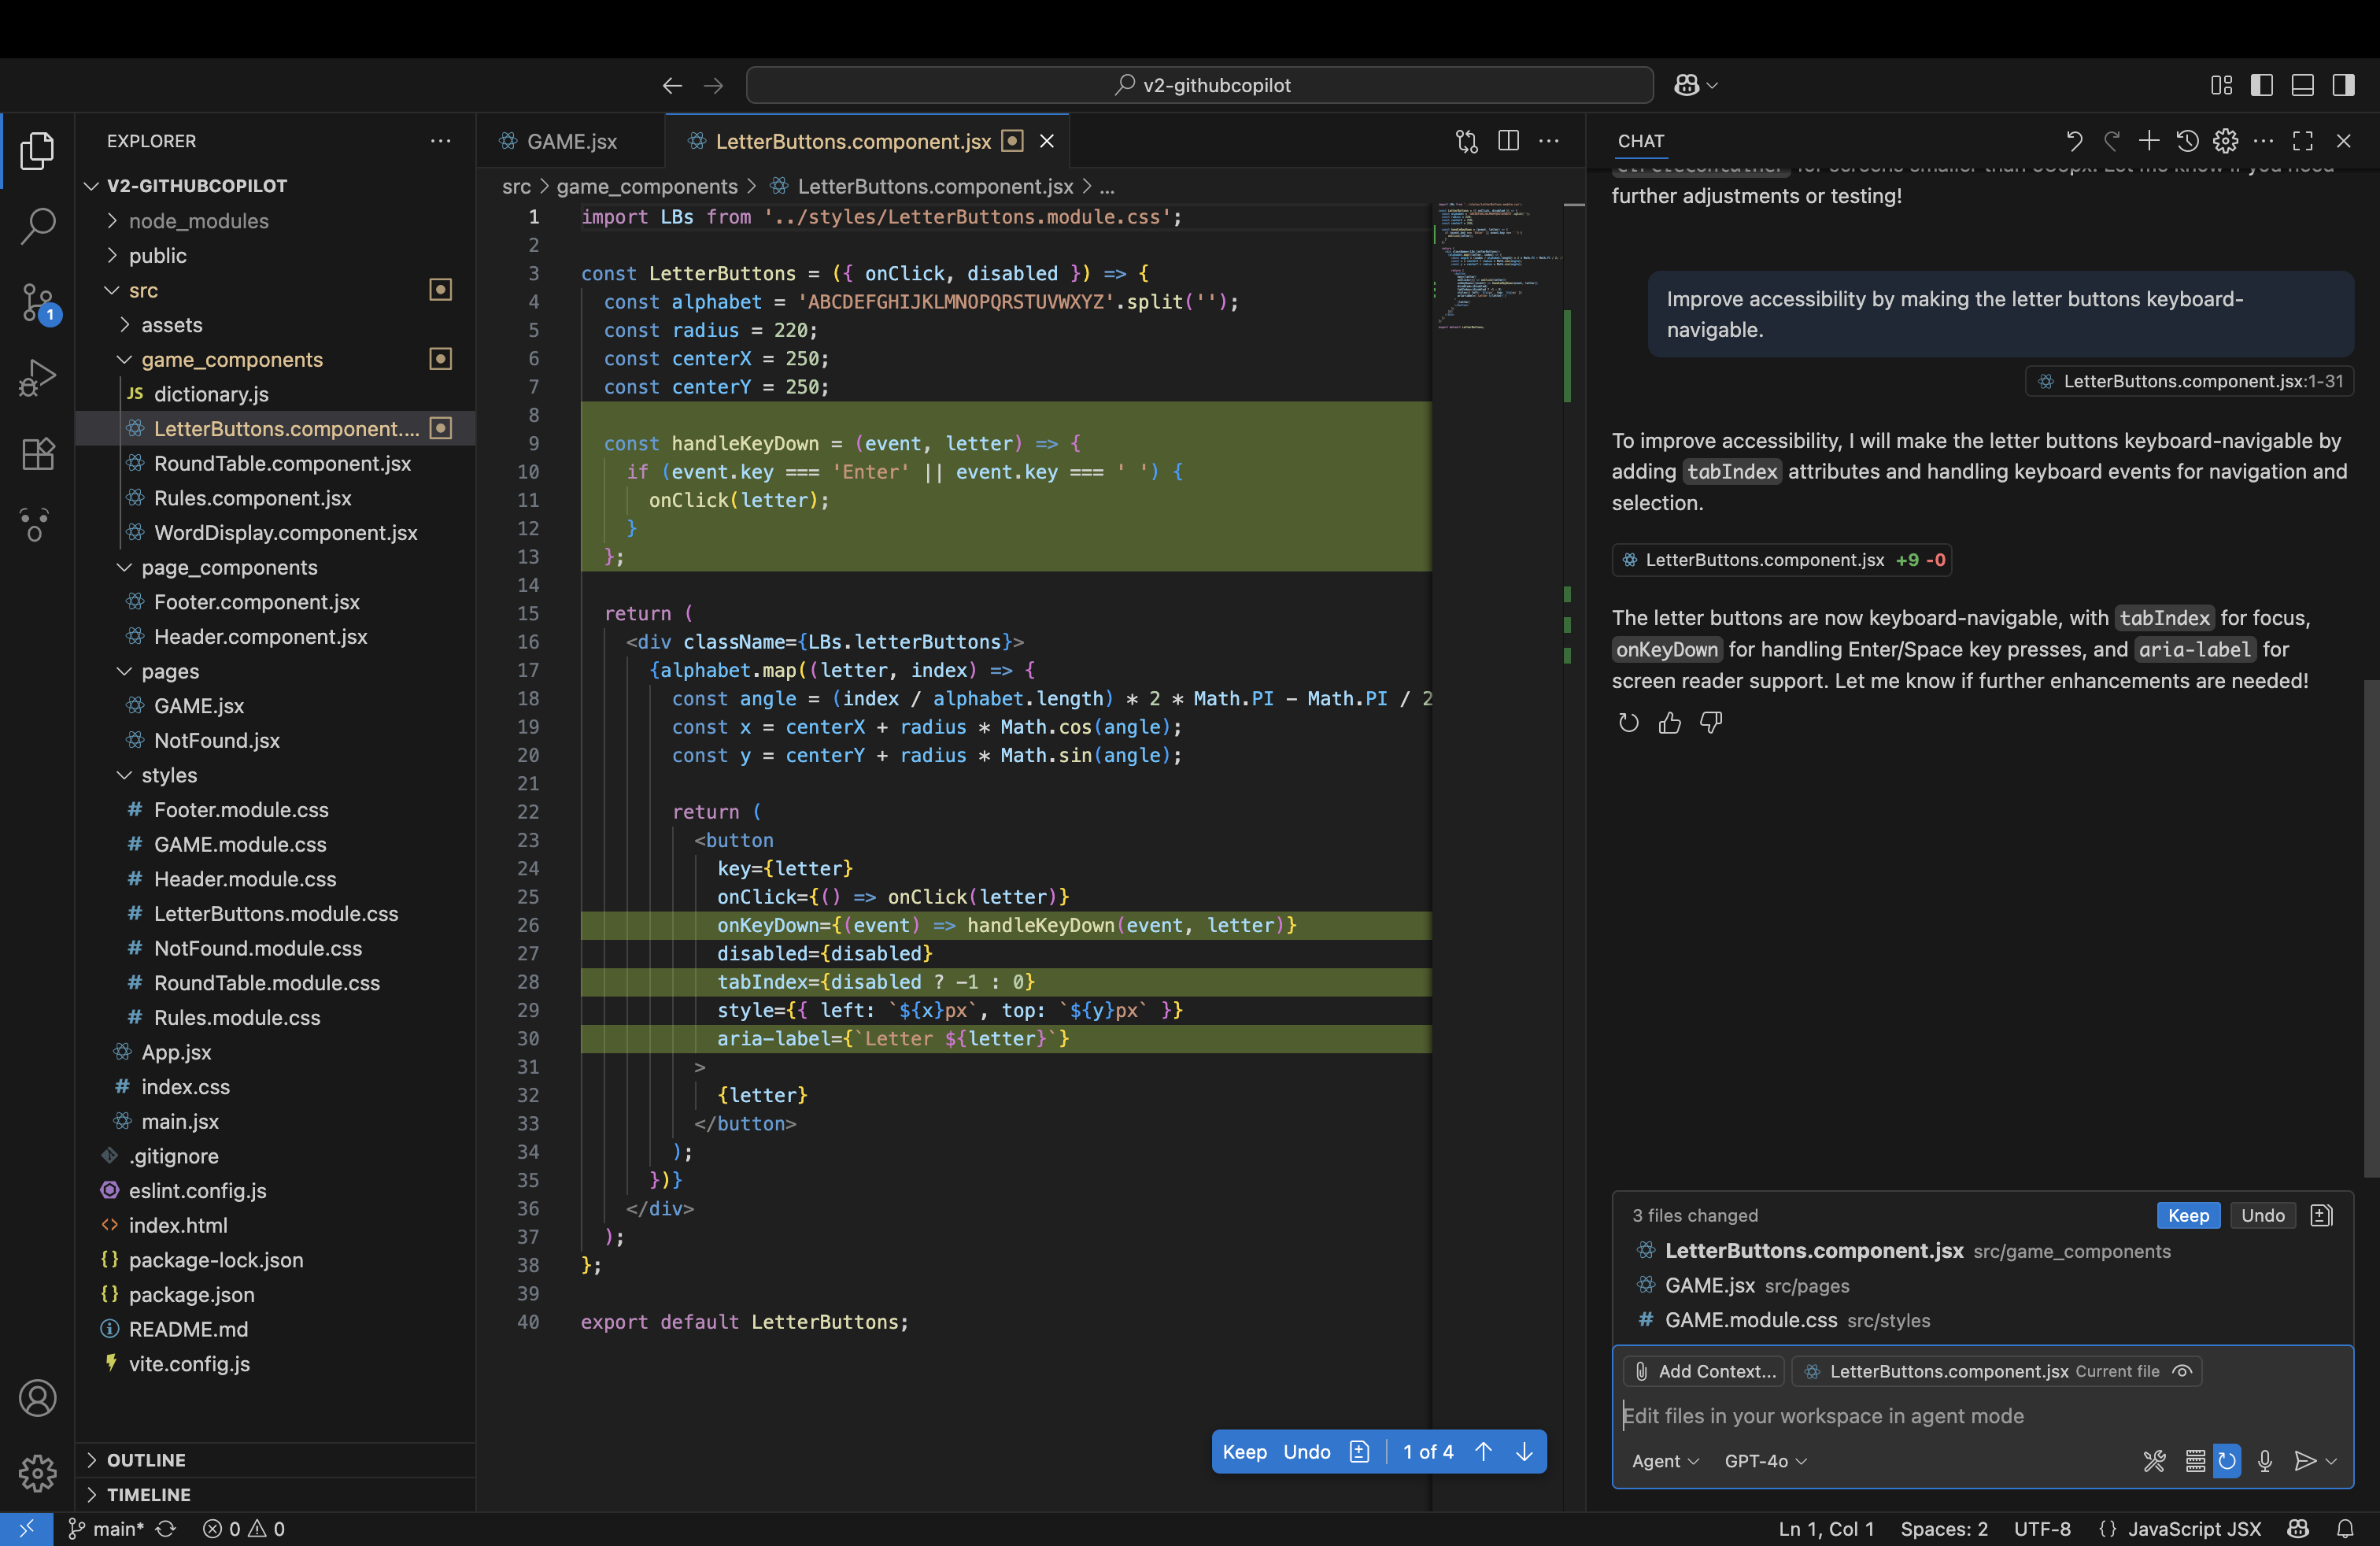 v2-githubcopilot
EXPLORER
V2-GITHUBCOPILOT
node_modules
public
src
assets
game_components
JS dictionary.js
LetterButtons.component....
RoundTable.component.jsx
Rules.component.jsx
WordDisplay.component.jsx
page_components
Footer.component.jsx
Header.component.jsx
pages
GAME.jsx
NotFound.jsx
styles
# Footer.module.css
# GAME.module.css
# Header.module.css
# LetterButtons.module.css
# NotFound.module.css
# RoundTable.module.css
# Rules.module.css
App.jsx
# index.css
main.jsx
.gitignore
eslint.config.js
<> index.html
{} package-lock.json
{} package.json
README.md
vite.config.js
OUTLINE
TIMELINE
1
GAME.jsx
LetterButtons.component.jsx
src > game_components > LetterButtons.component.jsx > ...
1 import LBs from '../styles/LetterButtons.module.css';
2
3 const LetterButtons = ({ onClick, disabled }) => {
4 const alphabet = 'ABCDEFGHIJKLMNOPQRSTUVWXYZ'.split('');
5 const radius = 220;
6 const centerX = 250;
7 const centerY = 250;
8
9 const handleKeyDown = (event, letter) => {
10 if (event.key === 'Enter' || event.key === ' ') {
11 onClick(letter);
12 }
13 };
14
15 return (
16 <div className={LBs.letterButtons}>
17 {alphabet.map((letter, index) => {
18 const angle = (index / alphabet.length) * 2 * Math.PI - Math.PI / 2
19 const x = centerX + radius * Math.cos(angle);
20 const y = centerY + radius * Math.sin(angle);
21
22 return (
23 <button
24 key={letter}
25 onClick={() => onClick(letter)}
26 onKeyDown={(event) => handleKeyDown(event, letter)}
27 disabled={disabled}
28 tabIndex={disabled ? -1 : 0}
29 style={{ left: `${x}px`, top: `${y}px` }}
30 aria-label={`Letter ${letter}`}
31 >
32 {letter}
33 </button>
34 );
35 })}
36 </div>
37 );
38 };
39
40 export default LetterButtons;
Keep Undo 1 of 4
CHAT
further adjustments or testing!
Improve accessibility by making the letter buttons keyboard-
navigable.
LetterButtons.component.jsx:1-31
To improve accessibility, I will make the letter buttons keyboard-navigable by
adding tabIndex attributes and handling keyboard events for navigation and
selection.
LetterButtons.component.jsx +9 -0
The letter buttons are now keyboard-navigable, with tabIndex for focus,
onKeyDown for handling Enter/Space key presses, and aria-label for
screen reader support. Let me know if further enhancements are needed!
3 files changed Keep Undo
LetterButtons.component.jsx src/game_components
GAME.jsx src/pages
# GAME.module.css src/styles
Add Context... LetterButtons.component.jsx Current file
Edit files in your workspace in agent mode
Agent GPT-4o
main* 0 0
Ln 1, Col 1 Spaces: 2 UTF-8 {} JavaScript JSX